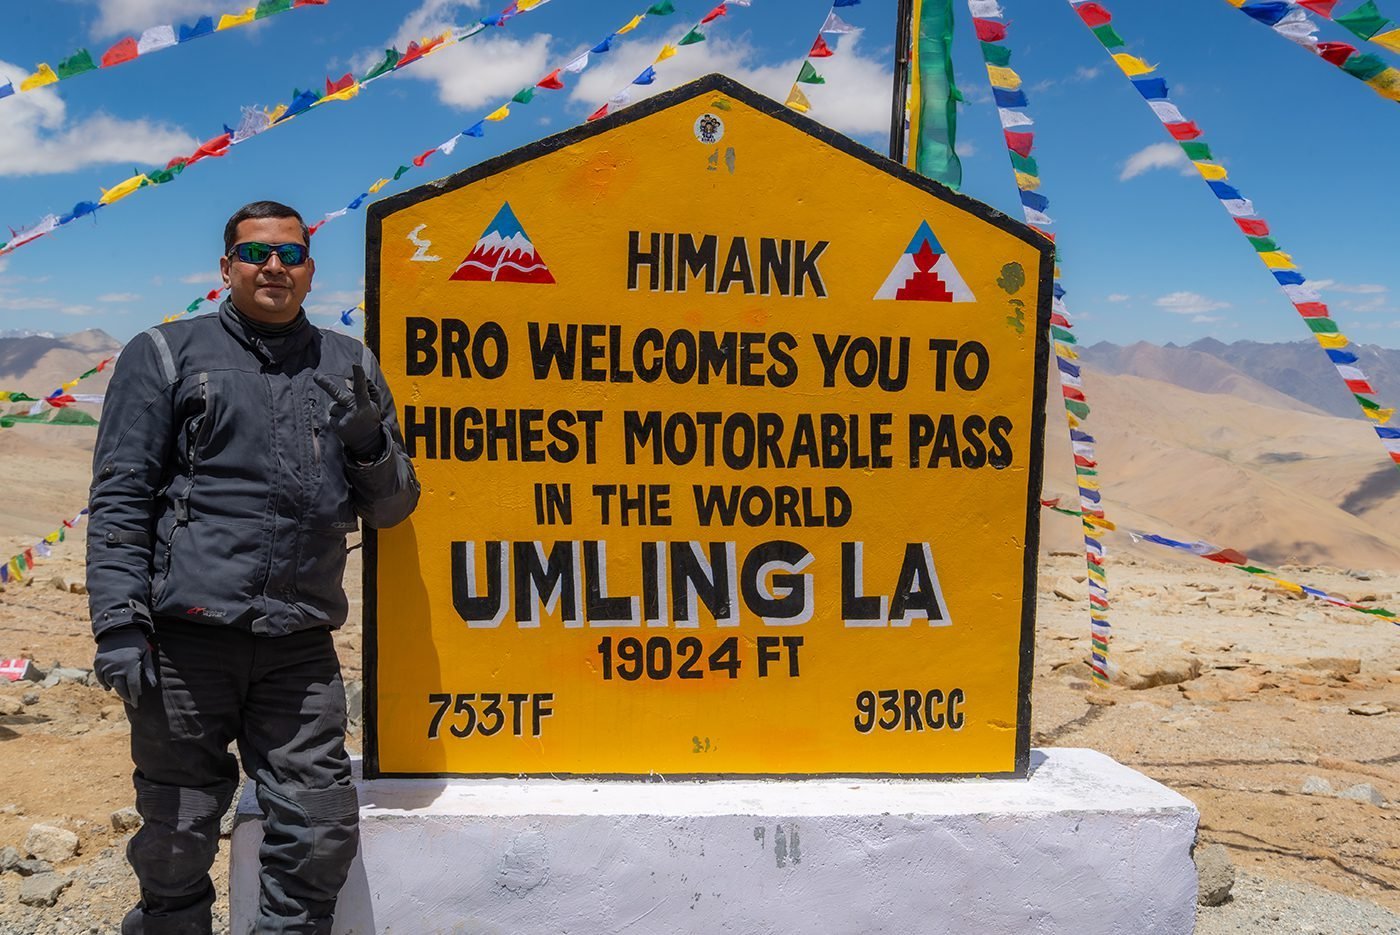 HIMANK
BRO WELCOMES YOU TO
HIGHEST MOTORABLE PASS
IN THE WORLD
UMLING LA
19024 FT
753TF 93RCC